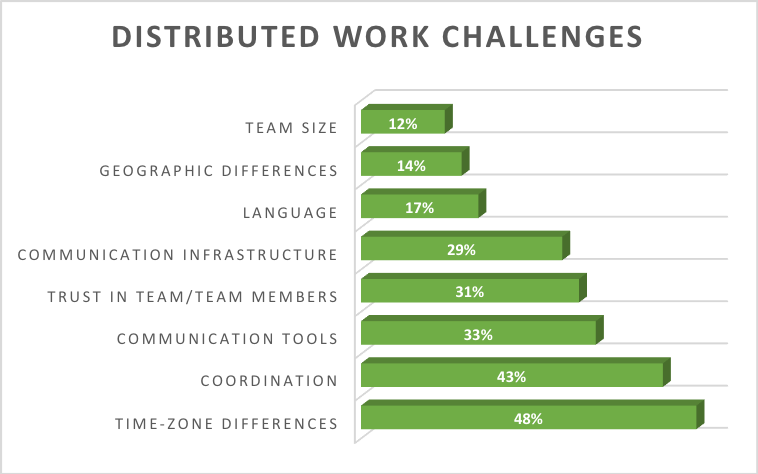 DISTRIBUTED WORK CHALLENGES
TEAM SIZE 12%
GEOGRAPHIC DIFFERENCES 14%
LANGUAGE 17%
COMMUNICATION INFRASTRUCTURE 29%
TRUST IN TEAM/TEAM MEMBERS 31%
COMMUNICATION TOOLS 33%
COORDINATION 43%
TIME-ZONE DIFFERENCES 48%